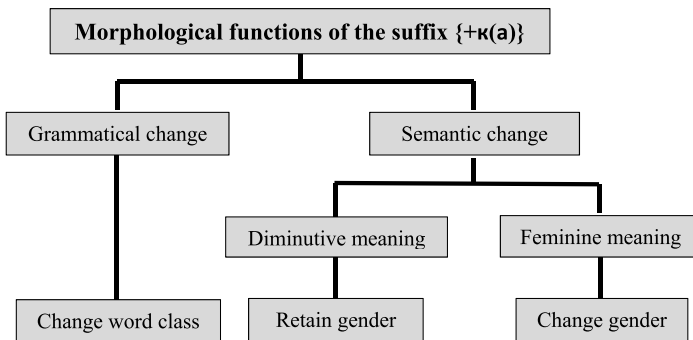 Morphological functions of the suffix {+к(а)}
Grammatical change
Semantic change
Diminutive meaning
Feminine meaning
Change word class
Retain gender
Change gender